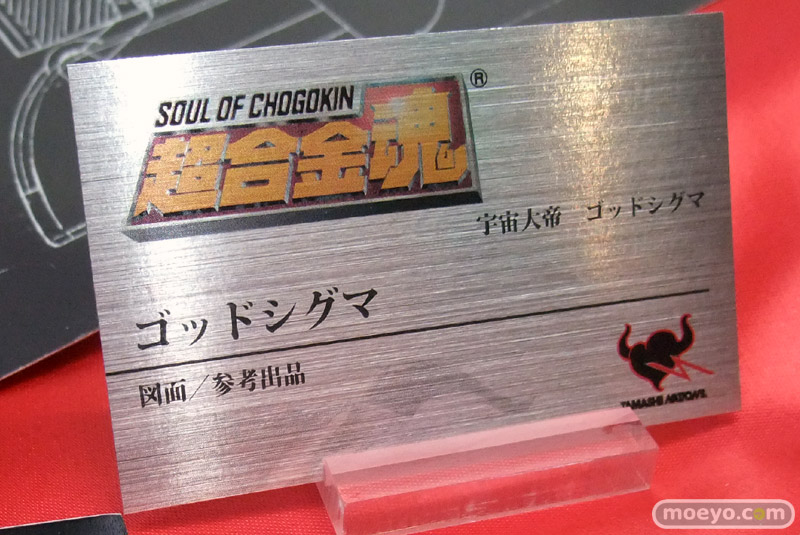 SOUL OF CHOGOKIN
超合金魂®
宇宙大帝　ゴッドシグマ
ゴッドシグマ
図面／参考出品
TAMASHII NATIONS
moeyo.com